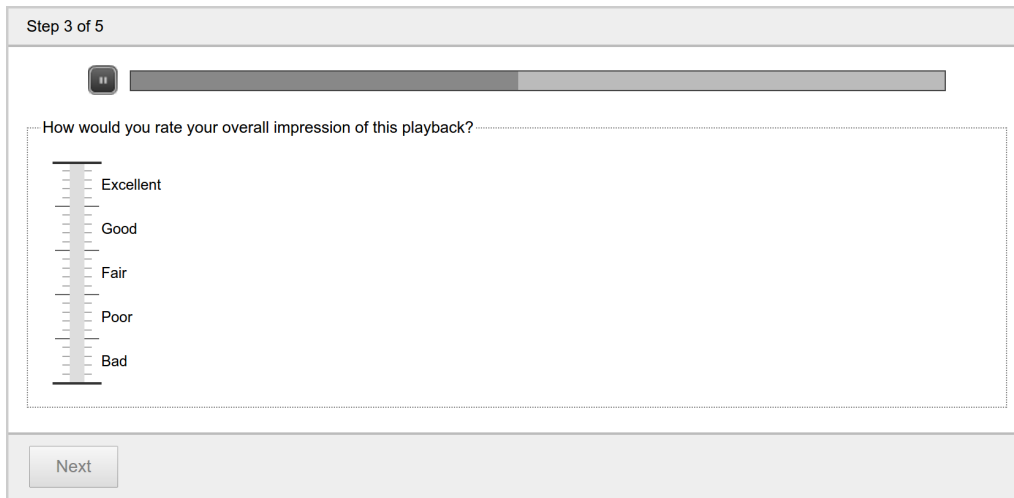 Step 3 of 5
How would you rate your overall impression of this playback?
Excellent
Good
Fair
Poor
Bad
Next